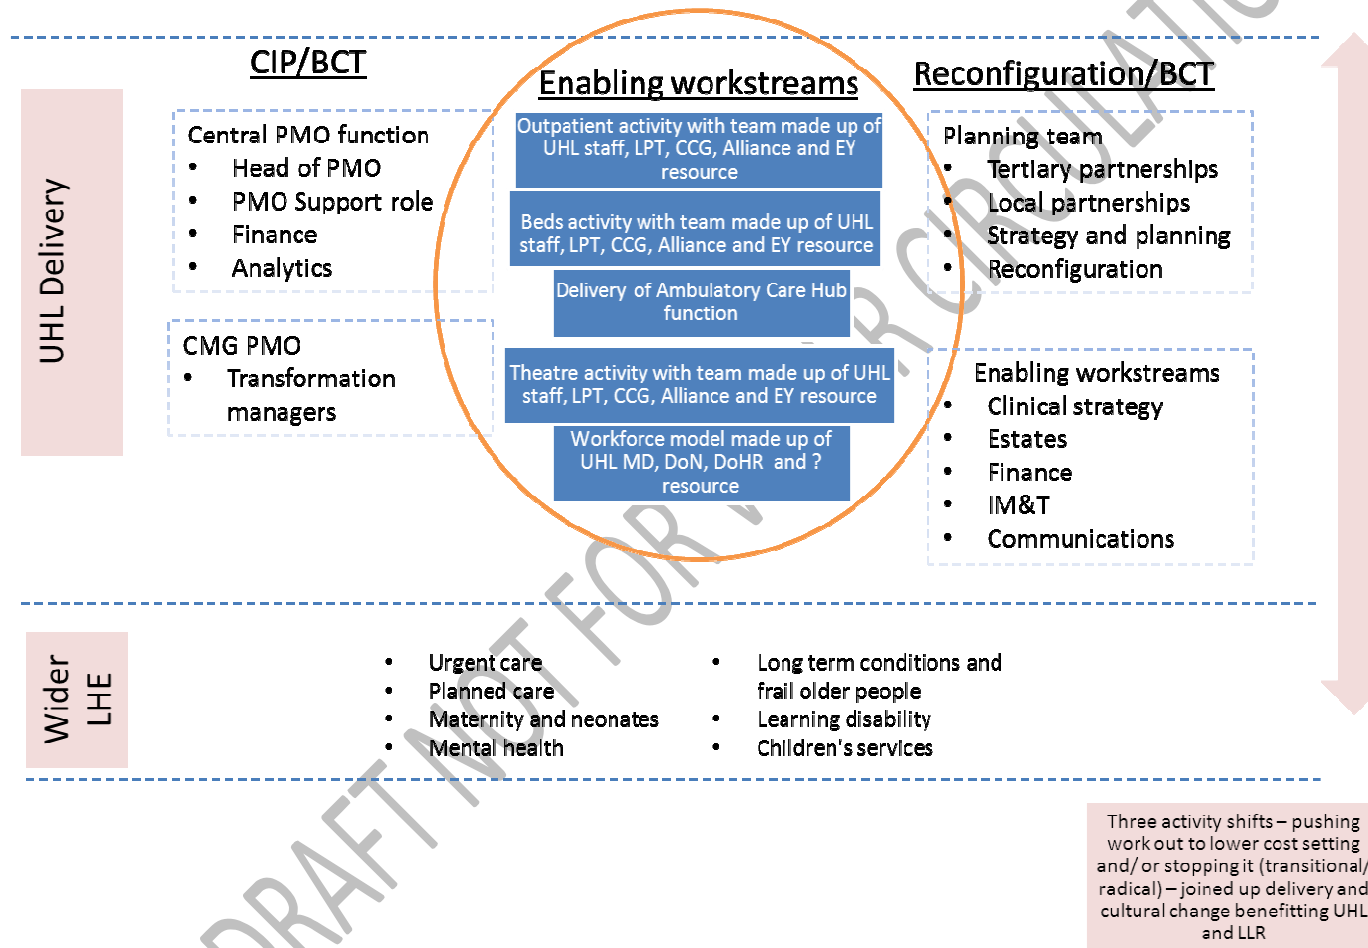 CIP/BCT
Central PMO function
• Head of PMO
• PMO Support role
• Finance
• Analytics
CMG PMO
• Transformation
managers
Enabling workstreams
Outpatient activity with team made up of
UHL staff, LPT, CCG, Alliance and EY
resource
Beds activity with team made up of UHL
staff, LPT, CCG, Alliance and EY resource
Delivery of Ambulatory Care Hub
function
Theatre activity with team made up of UHL
staff, LPT, CCG, Alliance and EY resource
Workforce model made up of
UHL MD, DoN, DoHR and ?
resource
Reconfiguration/BCT
Planning team
• Tertiary partnerships
• Local partnerships
• Strategy and planning
• Reconfiguration
Enabling workstreams
• Clinical strategy
• Estates
• Finance
• IM&T
• Communications
UHL Delivery
Wider
LHE
• Urgent care
• Planned care
• Maternity and neonates
• Mental health
• Long term conditions and
frail older people
• Learning disability
• Children's services
Three activity shifts – pushing
work out to lower cost setting
and/ or stopping it (transitional/
radical) – joined up delivery and
cultural change benefitting UHL
and LLR
DRAFT NOT FOR